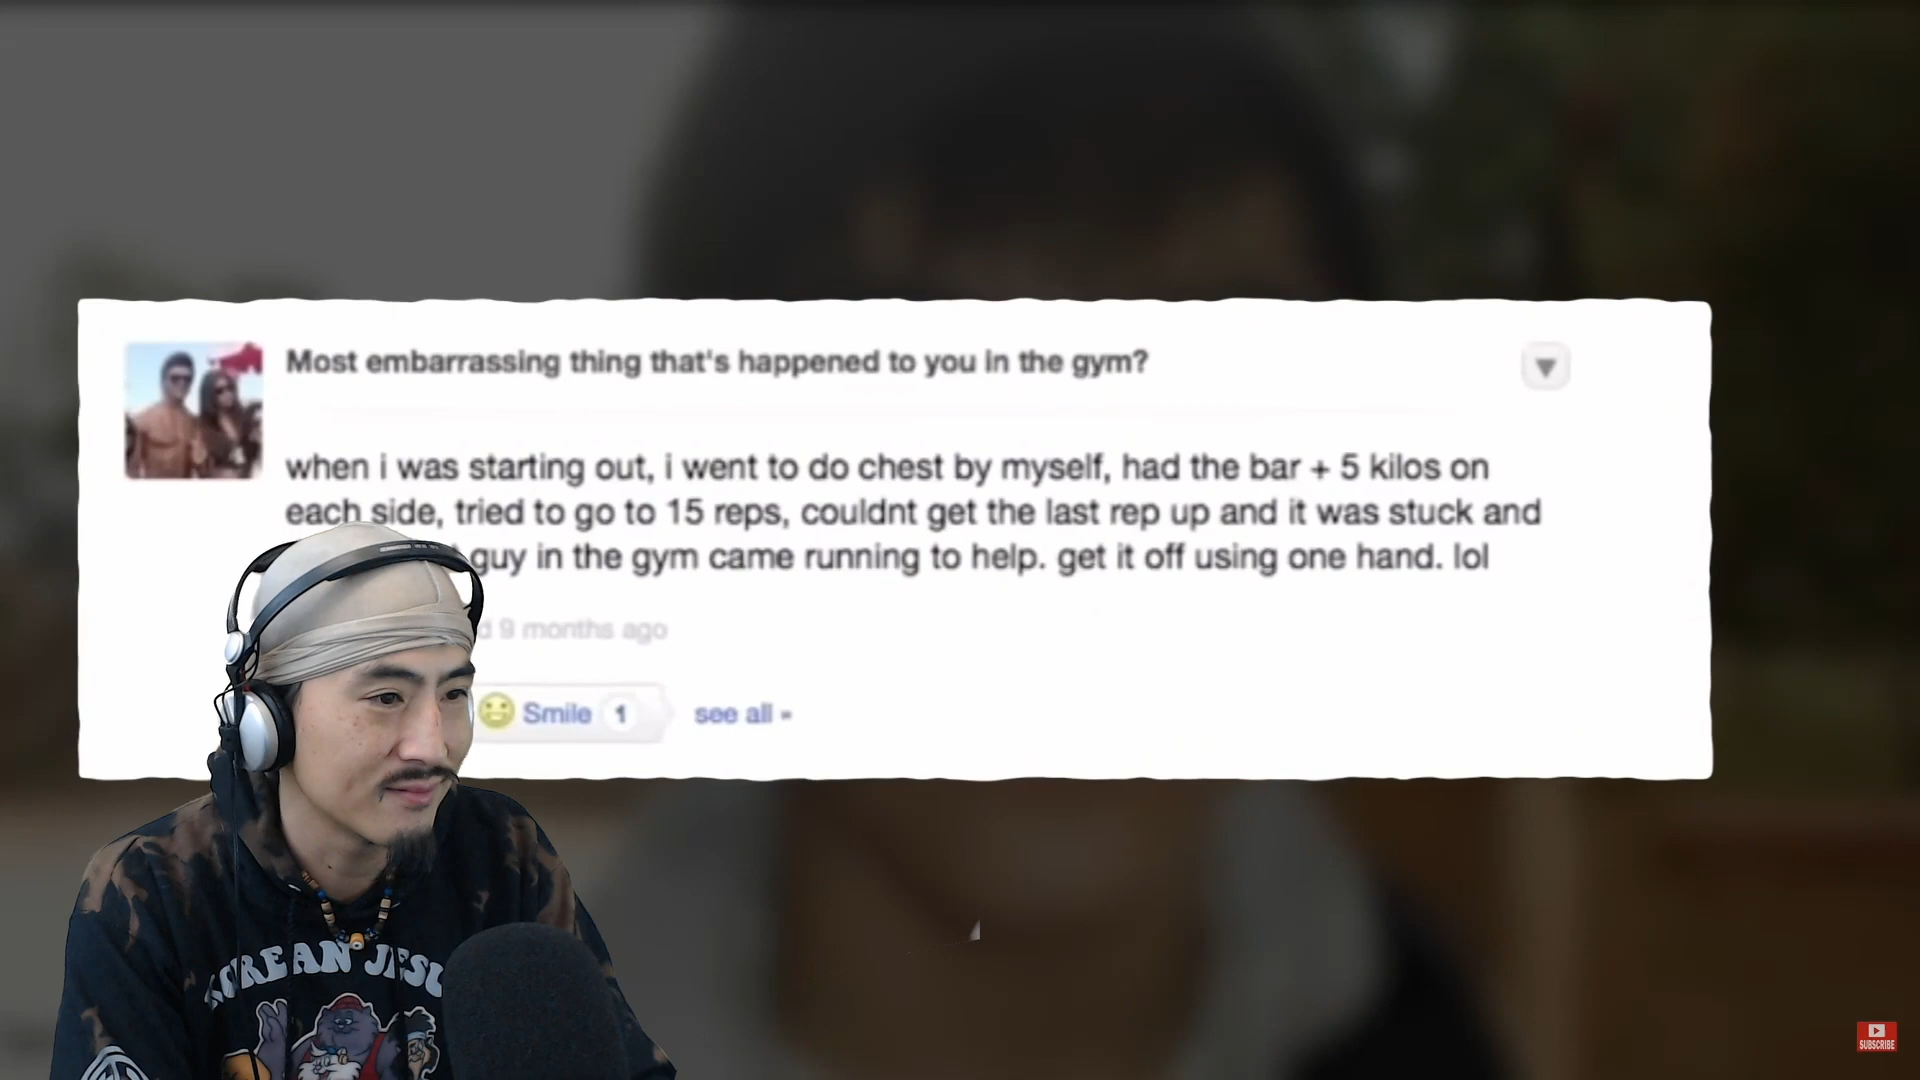 Most embarrassing thing that's happened to you in the gym?
when i was starting out, i went to do chest by myself, had the bar + 5 kilos on
each side, tried to go to 15 reps, couldnt get the last rep up and it was stuck and
guy in the gym came running to help. get it off using one hand. lol
9 months ago
Smile 1 see all »
KOREAN JESU
SUBSCRIBE